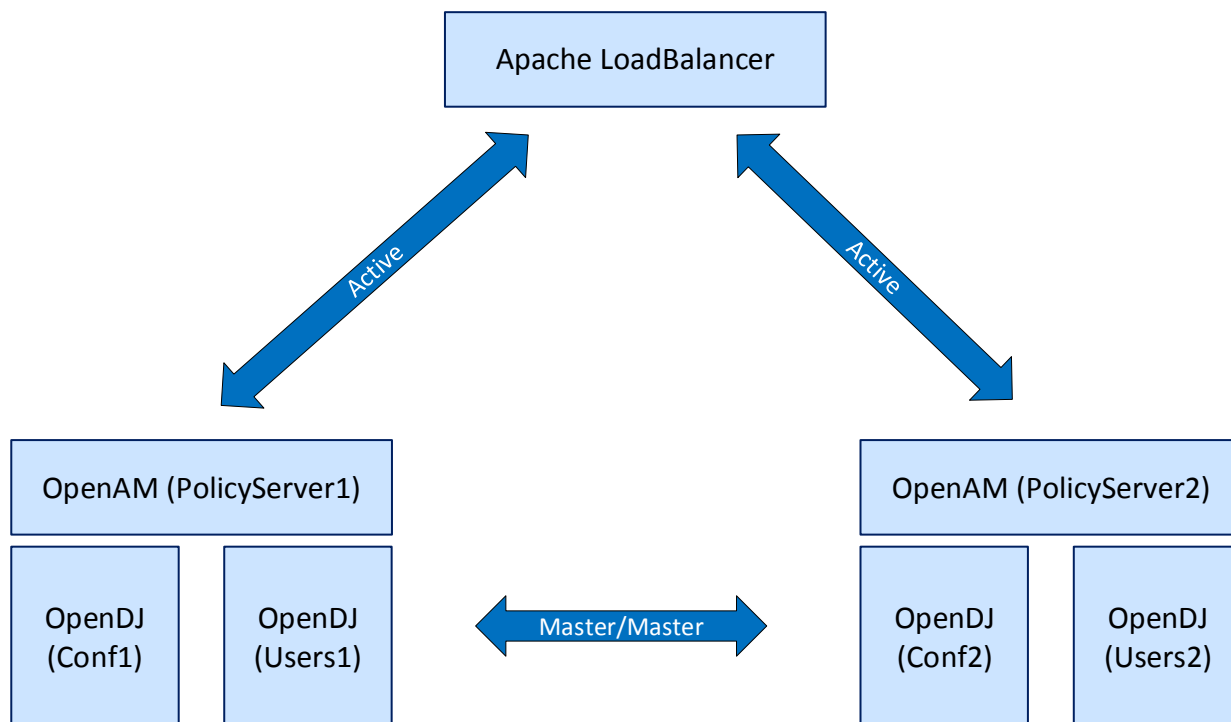 Apache LoadBalancer
Active
Active
OpenAM (PolicyServer1)
OpenAM (PolicyServer2)
OpenDJ
(Conf1)
OpenDJ
(Users1)
Master/Master
OpenDJ
(Conf2)
OpenDJ
(Users2)